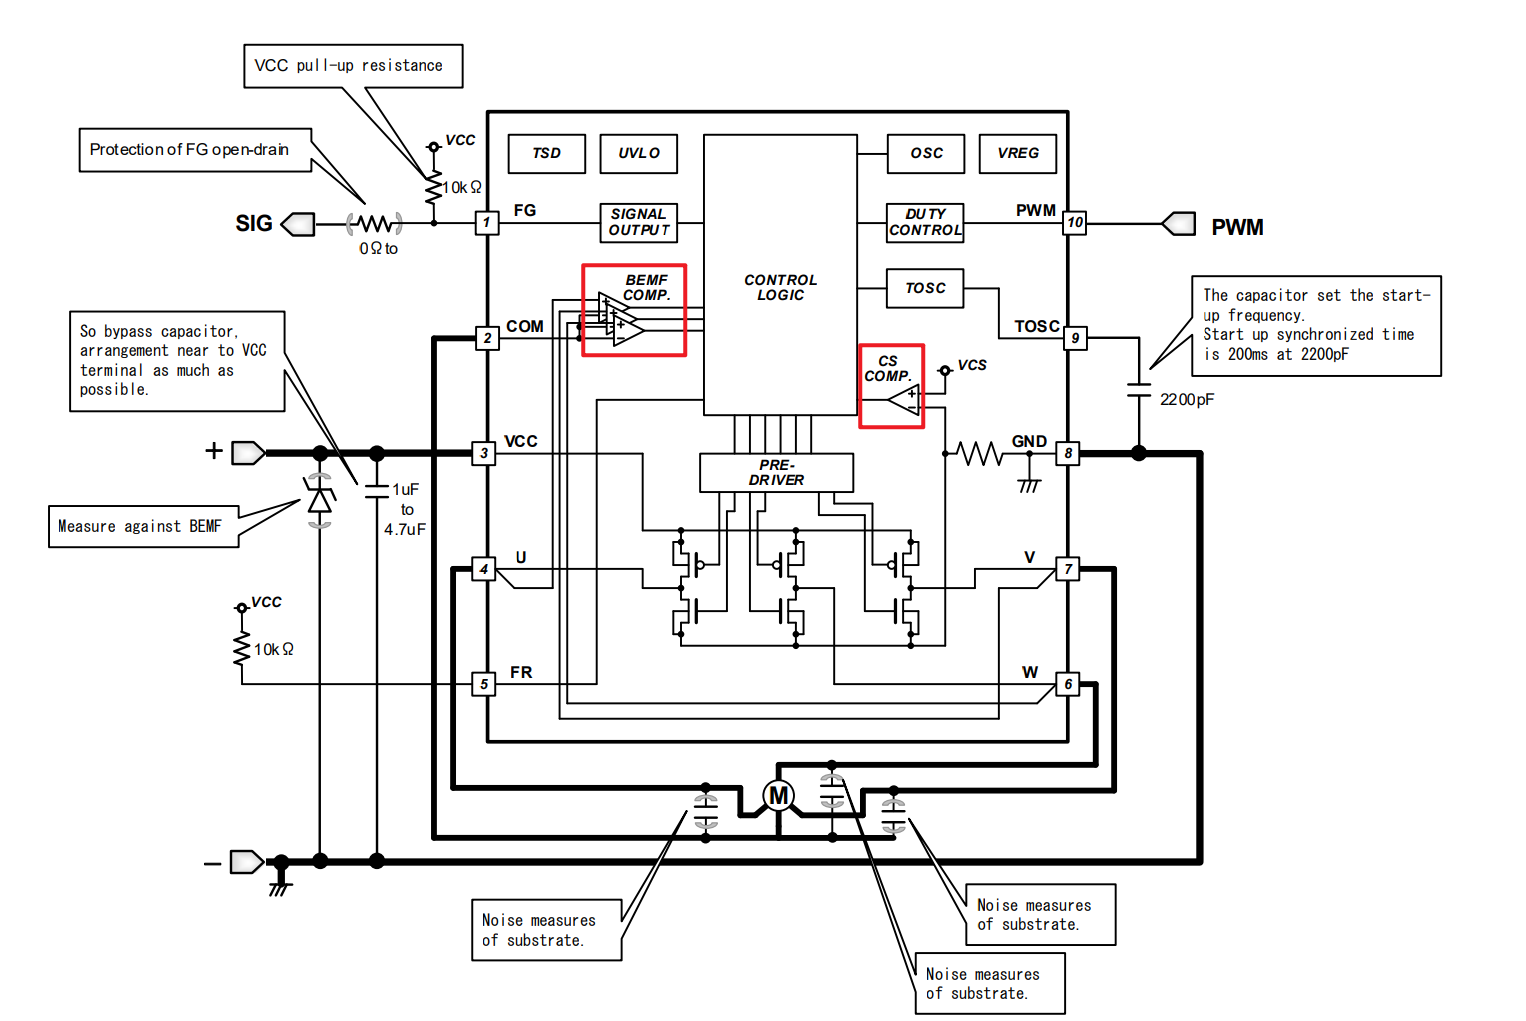 VCC pull-up resistance
Protection of FG open-drain
VCC
10kΩ
SIG
0Ω to
1
FG
TSD
UVLO
SIGNAL
OUTPUT
CONTROL
LOGIC
OSC
VREG
DUTY
CONTROL
PWM
10
PWM
BEMF
COMP.
TOSC
TOSC
9
The capacitor set the start-
up frequency.
Start up synchronized time
is 200ms at 2200pF
2200pF
So bypass capacitor,
arrangement near to VCC
terminal as much as
possible.
COM
2
CS
COMP.
VCS
+
-
+
+
+
-
+
3
VCC
1uF
to
4.7uF
Measure against BEMF
PRE-
DRIVER
GND
8
4
U
V
7
VCC
10kΩ
5
FR
W
6
M
-
Noise measures
of substrate.
Noise measures
of substrate.
Noise measures
of substrate.